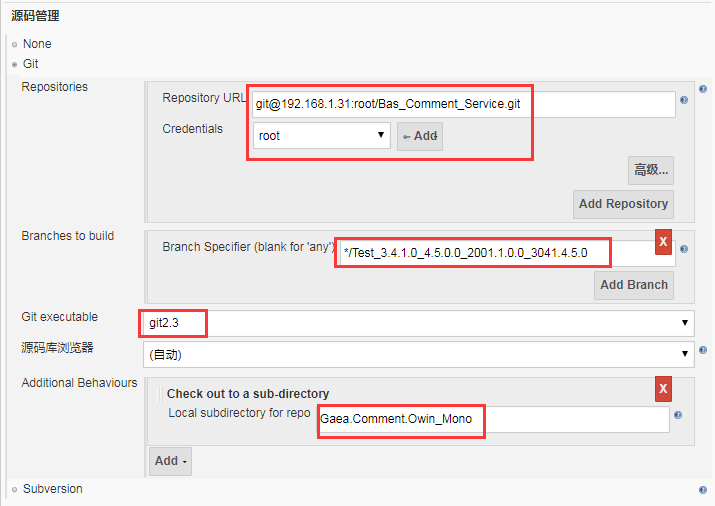 源码管理
None
Git
Repositories
Repository URL git@192.168.1.31:root/Bas_Comment_Service.git
Credentials root Add
高级...
Add Repository
Branches to build
X
Branch Specifier (blank for 'any') */Test_3.4.1.0_4.5.0.0_2001.1.0.0_3041.4.5.0
Add Branch
Git executable git2.3
源码库浏览器 (自动)
Additional Behaviours
Check out to a sub-directory X
Local subdirectory for repo Gaea.Comment.Owin_Mono
Add
Subversion